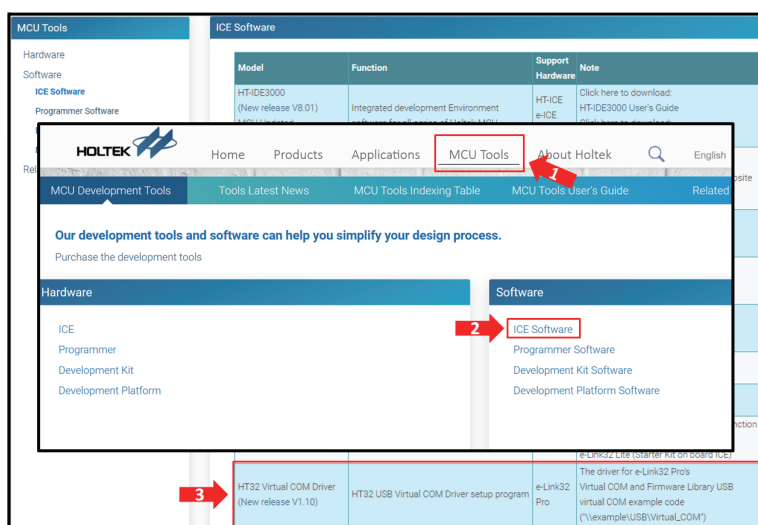 MCU Tools
Hardware
Software
ICE Software
Programmer Software
ICE Software
Model
Function
Support
Hardware
Note
HT-IDE3000
(New release V8.01)
Integrated development Environment
HT-ICE
e-ICE
Click here to download:
HT-IDE3000 User's Guide
HOLTEK
Home
Products
Applications
MCU Tools
About Holtek
English
1
MCU Development Tools
Tools Latest News
MCU Tools Indexing Table
MCU Tools User's Guide
Related
Our development tools and software can help you simplify your design process.
Purchase the development tools
Hardware
ICE
Programmer
Development Kit
Development Platform
Software
2
ICE Software
Programmer Software
Development Kit Software
Development Platform Software
e-Link32 Lite (Starter Kit on board ICE)
3
HT32 Virtual COM Driver
(New release V1.10)
HT32 USB Virtual COM Driver setup program
e-Link32
Pro
The driver for e-Link32 Pro's
Virtual COM and Firmware Library USB
virtual COM example code
("\\example\USB\Virtual_COM")